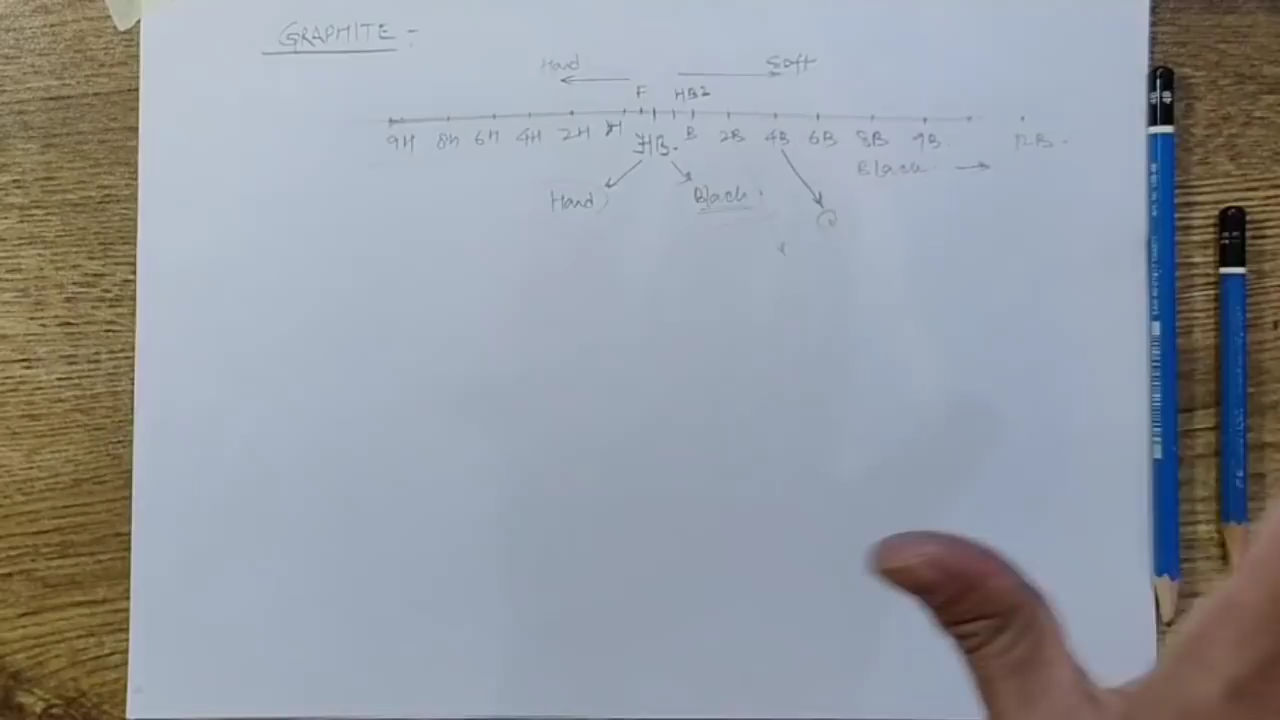 GRAPHITE -
Hard Soft
F HB2
9H 8H 6H 4H 2H H HB. B 2B 4B 6B 8B 9B. 12B.
Black
Hard Black